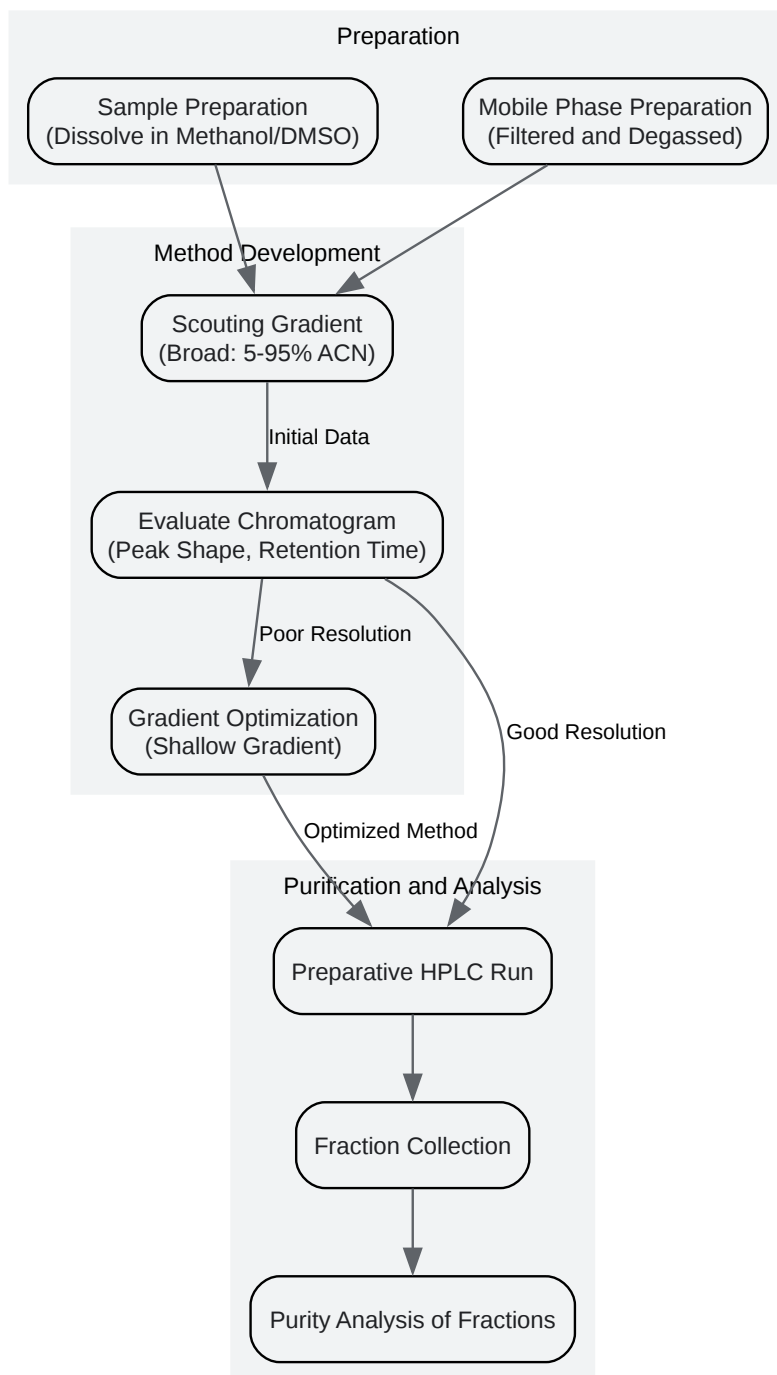 Preparation
Sample Preparation
(Dissolve in Methanol/DMSO)
Mobile Phase Preparation
(Filtered and Degassed)
Method Development
Scouting Gradient
(Broad: 5-95% ACN)
Initial Data
Evaluate Chromatogram
(Peak Shape, Retention Time)
Poor Resolution
Gradient Optimization
(Shallow Gradient)
Good Resolution
Optimized Method
Purification and Analysis
Preparative HPLC Run
Fraction Collection
Purity Analysis of Fractions